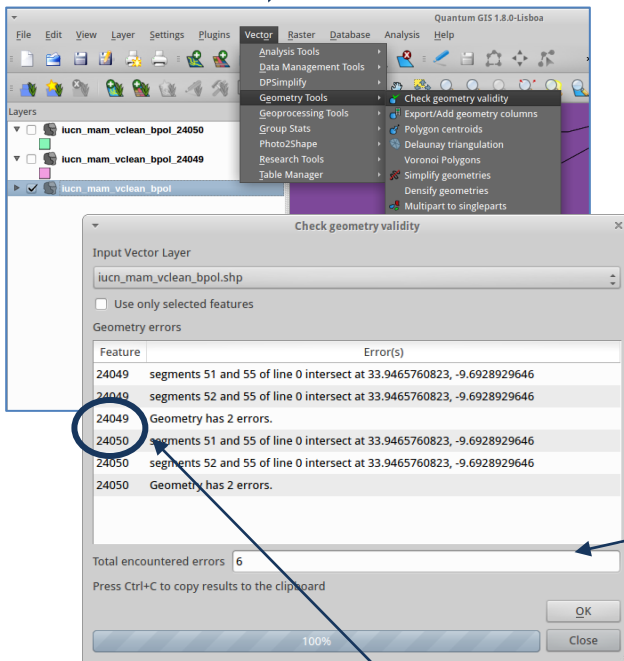 Quantum GIS 1.8.0-Lisboa
File Edit View Layer Settings Plugins Vector Raster Database Analysis Help
Analysis Tools
Data Management Tools
DPSimplify
Geometry Tools
Geoprocessing Tools
Group Stats
Photo2Shape
Research Tools
Table Manager
Check geometry validity
Export/Add geometry columns
Polygon centroids
Delaunay triangulation
Voronoi Polygons
Simplify geometries
Densify geometries
Multipart to singleparts
Layers
iucn_mam_vclean_bpol_24050
iucn_mam_vclean_bpol_24049
iucn_mam_vclean_bpol
Check geometry validity
Input Vector Layer
iucn_mam_vclean_bpol.shp
Use only selected features
Geometry errors
Feature Error(s)
24049 segments 51 and 55 of line 0 intersect at 33.9465760823, -9.6928929646
24049 segments 52 and 55 of line 0 intersect at 33.9465760823, -9.6928929646
24049 Geometry has 2 errors.
24050 segments 51 and 55 of line 0 intersect at 33.9465760823, -9.6928929646
24050 segments 52 and 55 of line 0 intersect at 33.9465760823, -9.6928929646
24050 Geometry has 2 errors.
Total encountered errors 6
Press Ctrl+C to copy results to the clipboard
OK
100% Close